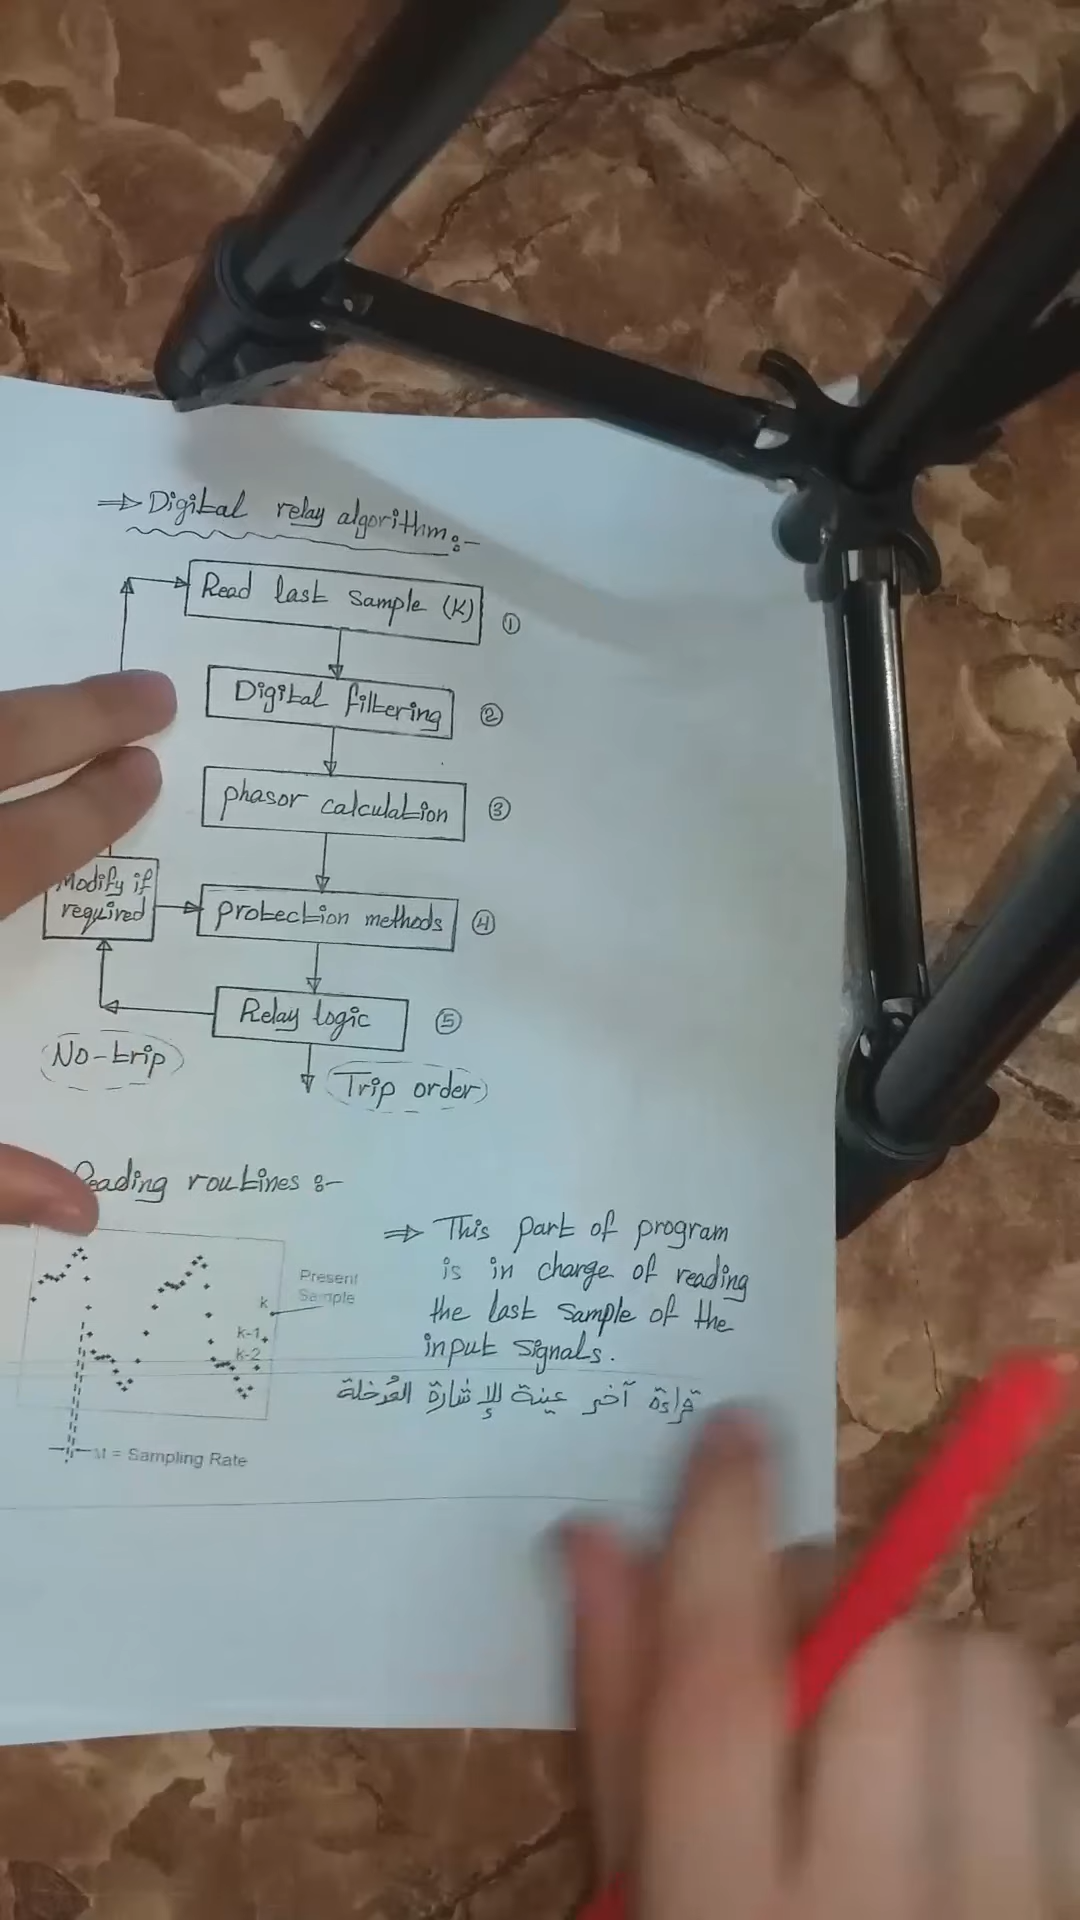 ⇒ Digital relay algorithm:-
Read last sample (K)
①
Digital filtering
②
phasor calculation
③
Modify if
required
protection methods
④
Relay logic
⑤
No-trip
Trip order
Reading routines :-
⇒ This part of program
is in charge of reading
the last sample of the
input signals.
قراءة آخر عينة للإشارة المُدخلة
Present
Sample
k
k-1
k-2
Δt = Sampling Rate